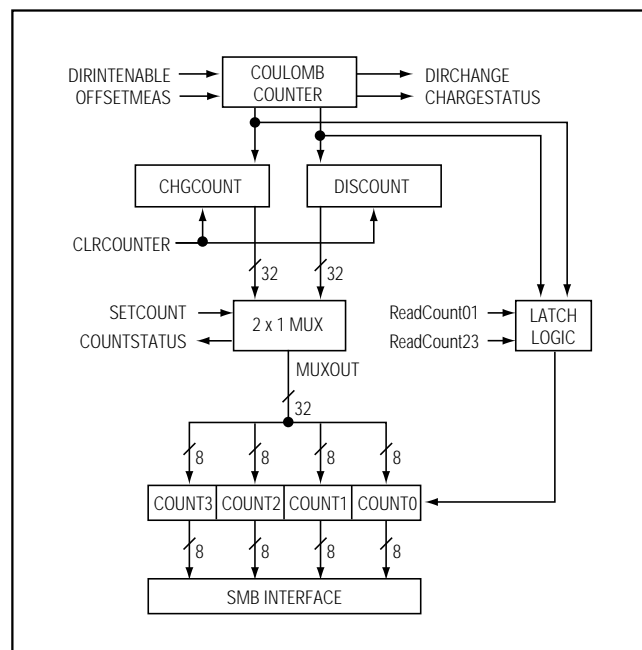 DIRINTENABLE
OFFSETMEAS
COULOMB
COUNTER
DIRCHANGE
CHARGESTATUS
CHGCOUNT
DISCOUNT
CLRCOUNTER
32
32
SETCOUNT
COUNTSTATUS
2 x 1 MUX
ReadCount01
ReadCount23
LATCH
LOGIC
MUXOUT
32
8
8
8
8
COUNT3
COUNT2
COUNT1
COUNT0
8
8
8
8
SMB INTERFACE